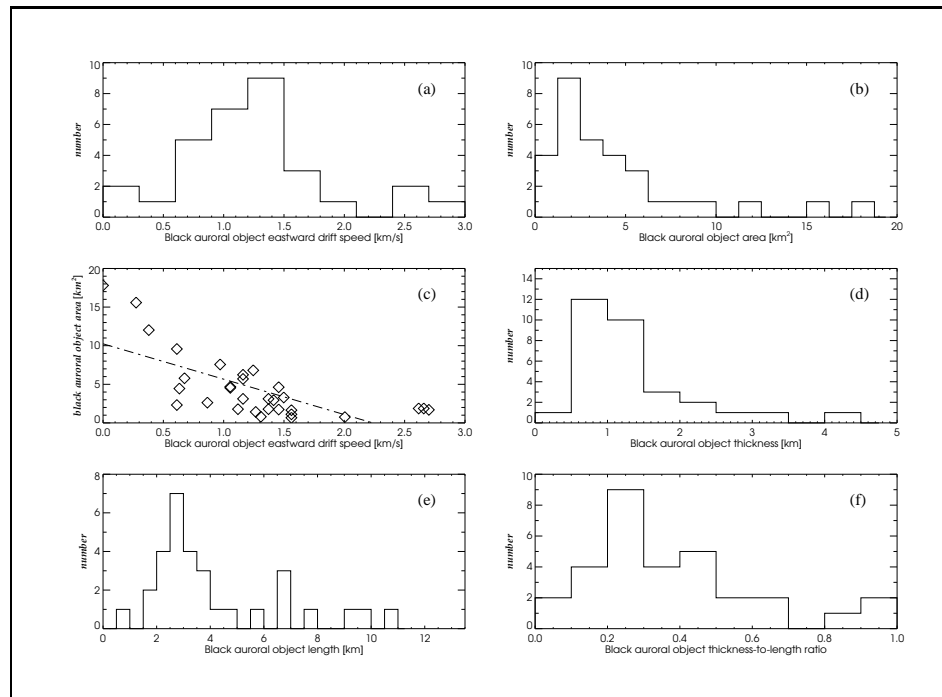 10
8
6
4
2
0
number
(a)
0.0 0.5 1.0 1.5 2.0 2.5 3.0
Black auroral object eastward drift speed [km/s]
10
8
6
4
2
0
number
(b)
0 5 10 15 20
Black auroral object area [km²]
20
15
10
5
0
black auroral object area [km²]
(c)
0.0 0.5 1.0 1.5 2.0 2.5 3.0
Black auroral object eastward drift speed [km/s]
14
12
10
8
6
4
2
0
number
(d)
0 1 2 3 4 5
Black auroral object thickness [km]
8
6
4
2
0
number
(e)
0 2 4 6 8 10 12
Black auroral object length [km]
10
8
6
4
2
0
number
(f)
0.0 0.2 0.4 0.6 0.8 1.0
Black auroral object thickness-to-length ratio